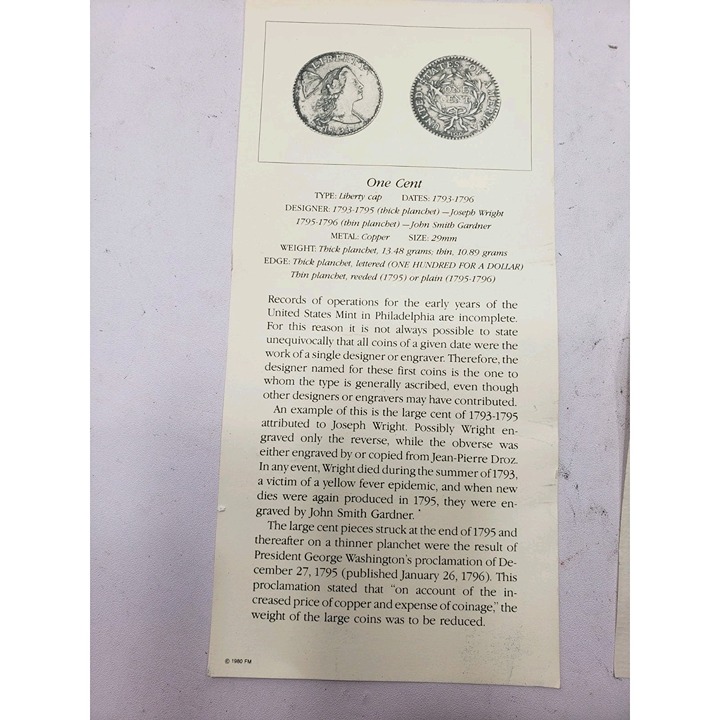 LIBERTY
1794
UNITED STATES OF AMERICA
ONE
CENT
One Cent
TYPE: Liberty cap DATES: 1793-1796
DESIGNER: 1793-1795 (thick planchet) — Joseph Wright
1795-1796 (thin planchet) — John Smith Gardner
METAL: Copper SIZE: 29mm
WEIGHT: Thick planchet, 13.48 grams; thin, 10.89 grams
EDGE: Thick planchet, lettered (ONE HUNDRED FOR A DOLLAR)
Thin planchet, reeded (1795) or plain (1795-1796)
Records of operations for the early years of the
United States Mint in Philadelphia are incomplete.
For this reason it is not always possible to state
unequivocally that all coins of a given date were the
work of a single designer or engraver. Therefore, the
designer named for these first coins is the one to
whom the type is generally ascribed, even though
other designers or engravers may have contributed.
An example of this is the large cent of 1793-1795
attributed to Joseph Wright. Possibly Wright en-
graved only the reverse, while the obverse was
either engraved by or copied from Jean-Pierre Droz.
In any event, Wright died during the summer of 1793,
a victim of a yellow fever epidemic, and when new
dies were again produced in 1795, they were en-
graved by John Smith Gardner.
The large cent pieces struck at the end of 1795 and
thereafter on a thinner planchet were the result of
President George Washington's proclamation of De-
cember 27, 1795 (published January 26, 1796). This
proclamation stated that "on account of the in-
creased price of copper and expense of coinage," the
weight of the large coins was to be reduced.
© 1980 FM